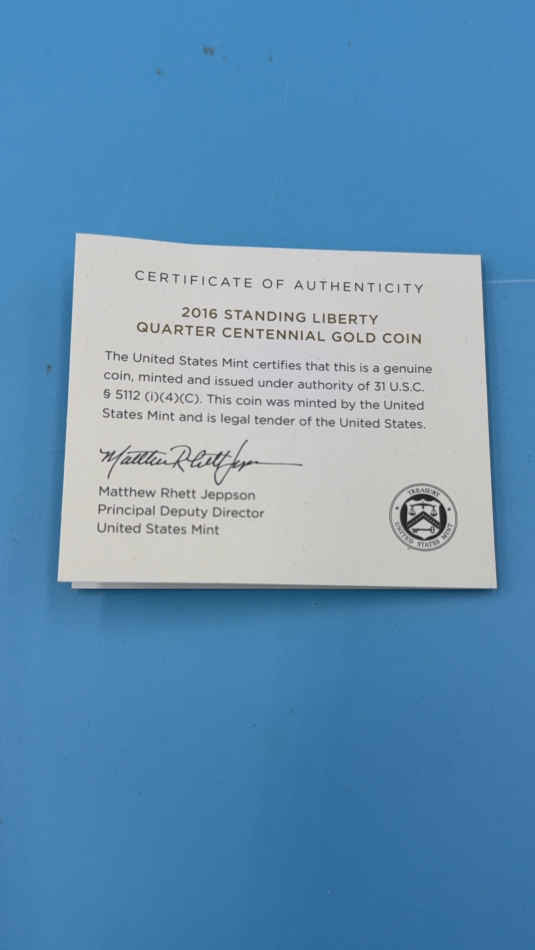 CERTIFICATE OF AUTHENTICITY
2016 STANDING LIBERTY
QUARTER CENTENNIAL GOLD COIN
The United States Mint certifies that this is a genuine
coin, minted and issued under authority of 31 U.S.C.
§ 5112 (i)(4)(C). This coin was minted by the United
States Mint and is legal tender of the United States.
Matthew Rhett Jeppson
Matthew Rhett Jeppson
Principal Deputy Director
United States Mint
TREASURY
UNITED STATES MINT